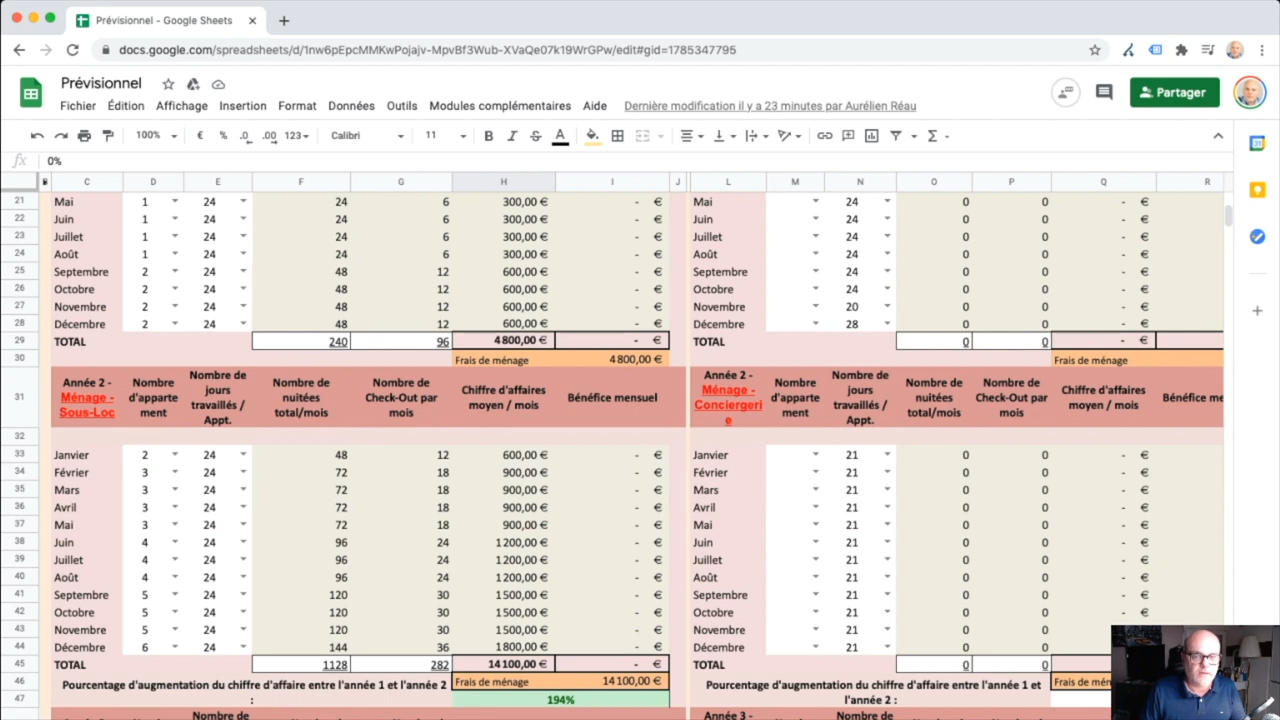 Prévisionnel - Google Sheets
docs.google.com/spreadsheets/d/1nw6pEpcMMKwPojajv-MpvBf3Wub-XVaQe07k19WrGPw/edit#gid=1785347795
Prévisionnel
Fichier Édition Affichage Insertion Format Données Outils Modules complémentaires Aide Dernière modification il y a 23 minutes par Aurélien Réau
Partager
100% € % .0 .00 123 Calibri 11 B I S A Σ
fx 0%
C D E F G H I J L M N O P Q R
21 Mai 1 24 24 6 300,00 € - € Mai 24 0 0 - €
22 Juin 1 24 24 6 300,00 € - € Juin 24 0 0 - €
23 Juillet 1 24 24 6 300,00 € - € Juillet 24 0 0 - €
24 Août 1 24 24 6 300,00 € - € Août 24 0 0 - €
25 Septembre 2 24 48 12 600,00 € - € Septembre 24 0 0 - €
26 Octobre 2 24 48 12 600,00 € - € Octobre 24 0 0 - €
27 Novembre 2 24 48 12 600,00 € - € Novembre 20 0 0 - €
28 Décembre 2 24 48 12 600,00 € - € Décembre 28 0 0 - €
29 TOTAL 240 96 4 800,00 € - € TOTAL 0 0 - €
30 Frais de ménage 4 800,00 € Frais de ménage
31
Année 2 -
Ménage -
Sous-Loc
Nombre
d'apparte
ment
Nombre de
jours
travaillés /
Appt.
Nombre de
nuitées
total/mois
Nombre de
Check-Out par
mois
Chiffre d'affaires
moyen / mois
Bénéfice mensuel
Année 2 -
Ménage -
Conciergeri
e
Nombre
d'apparte
ment
Nombre de
jours
travaillés /
Appt.
Nombre de
nuitées
total/mois
Nombre de
Check-Out par
mois
Chiffre d'affaires
moyen / mois
Bénéfice me
32
33 Janvier 2 24 48 12 600,00 € - € Janvier 21 0 0 - €
34 Février 3 24 72 18 900,00 € - € Février 21 0 0 - €
35 Mars 3 24 72 18 900,00 € - € Mars 21 0 0 - €
36 Avril 3 24 72 18 900,00 € - € Avril 21 0 0 - €
37 Mai 3 24 72 18 900,00 € - € Mai 21 0 0 - €
38 Juin 4 24 96 24 1 200,00 € - € Juin 21 0 0 - €
39 Juillet 4 24 96 24 1 200,00 € - € Juillet 21 0 0 - €
40 Août 4 24 96 24 1 200,00 € - € Août 21 0 0 - €
41 Septembre 5 24 120 30 1 500,00 € - € Septembre 21 0 0 - €
42 Octobre 5 24 120 30 1 500,00 € - € Octobre 21 0 0 - €
43 Novembre 5 24 120 30 1 500,00 € - € Novembre 21 0 0
44 Décembre 6 24 144 36 1 800,00 € - € Décembre 21 0 0
45 TOTAL 1128 282 14 100,00 € - € TOTAL 0 0
46 Frais de ménage 14 100,00 € Frais de mén
Pourcentage d'augmentation du chiffre d'affaire entre l'année 1 et l'année 2
:
Pourcentage d'augmentation du chiffre d'affaire entre l'année 1 et
l'année 2 :
47 194%
Nombre de
Année 3 -
Nombre de